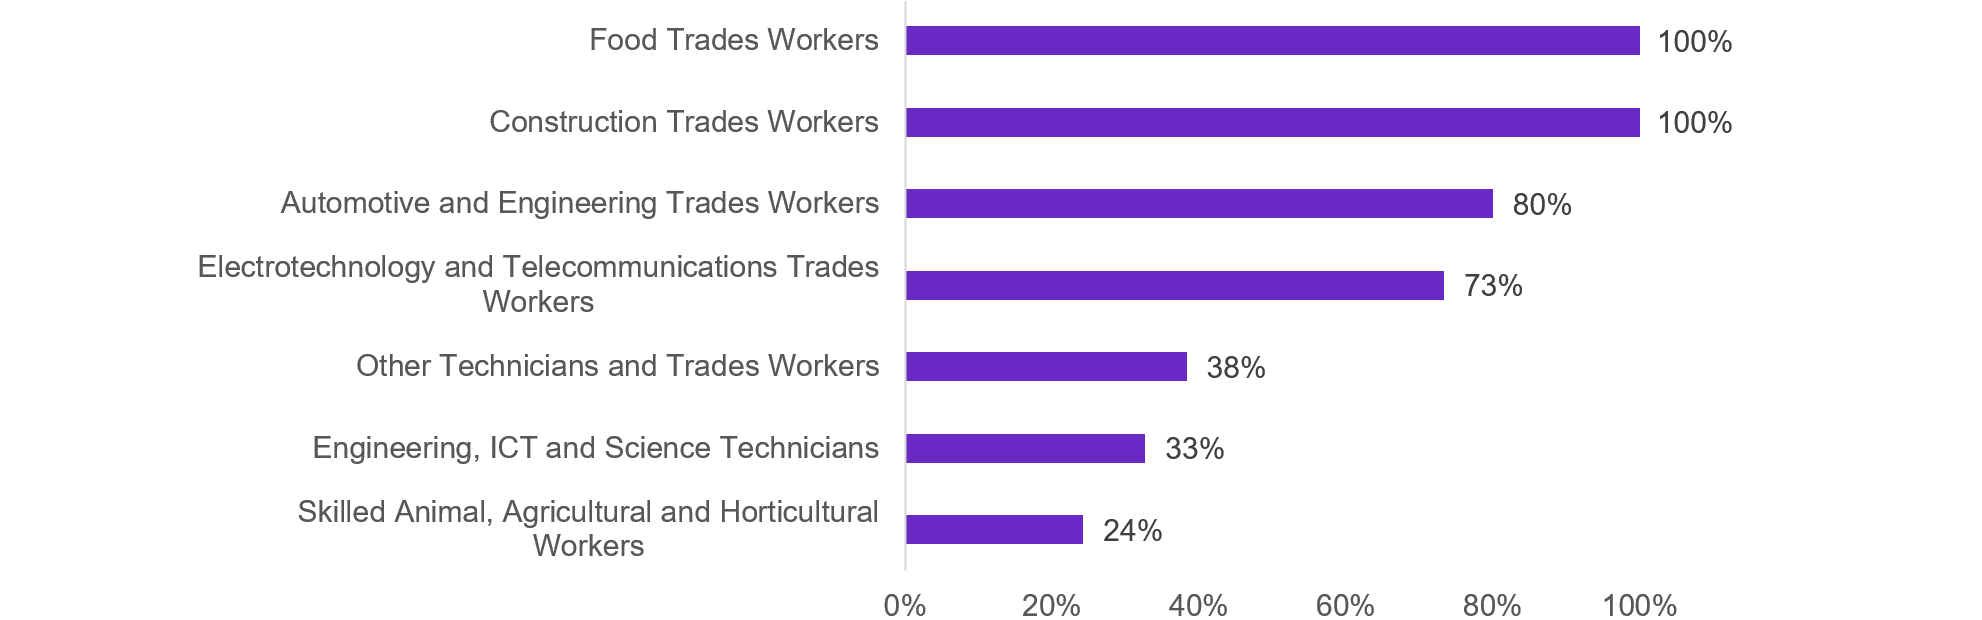 Food Trades Workers
100%
Construction Trades Workers
100%
Automotive and Engineering Trades Workers
80%
Electrotechnology and Telecommunications Trades
Workers
73%
Other Technicians and Trades Workers
38%
Engineering, ICT and Science Technicians
33%
Skilled Animal, Agricultural and Horticultural
Workers
24%
0% 20% 40% 60% 80% 100%